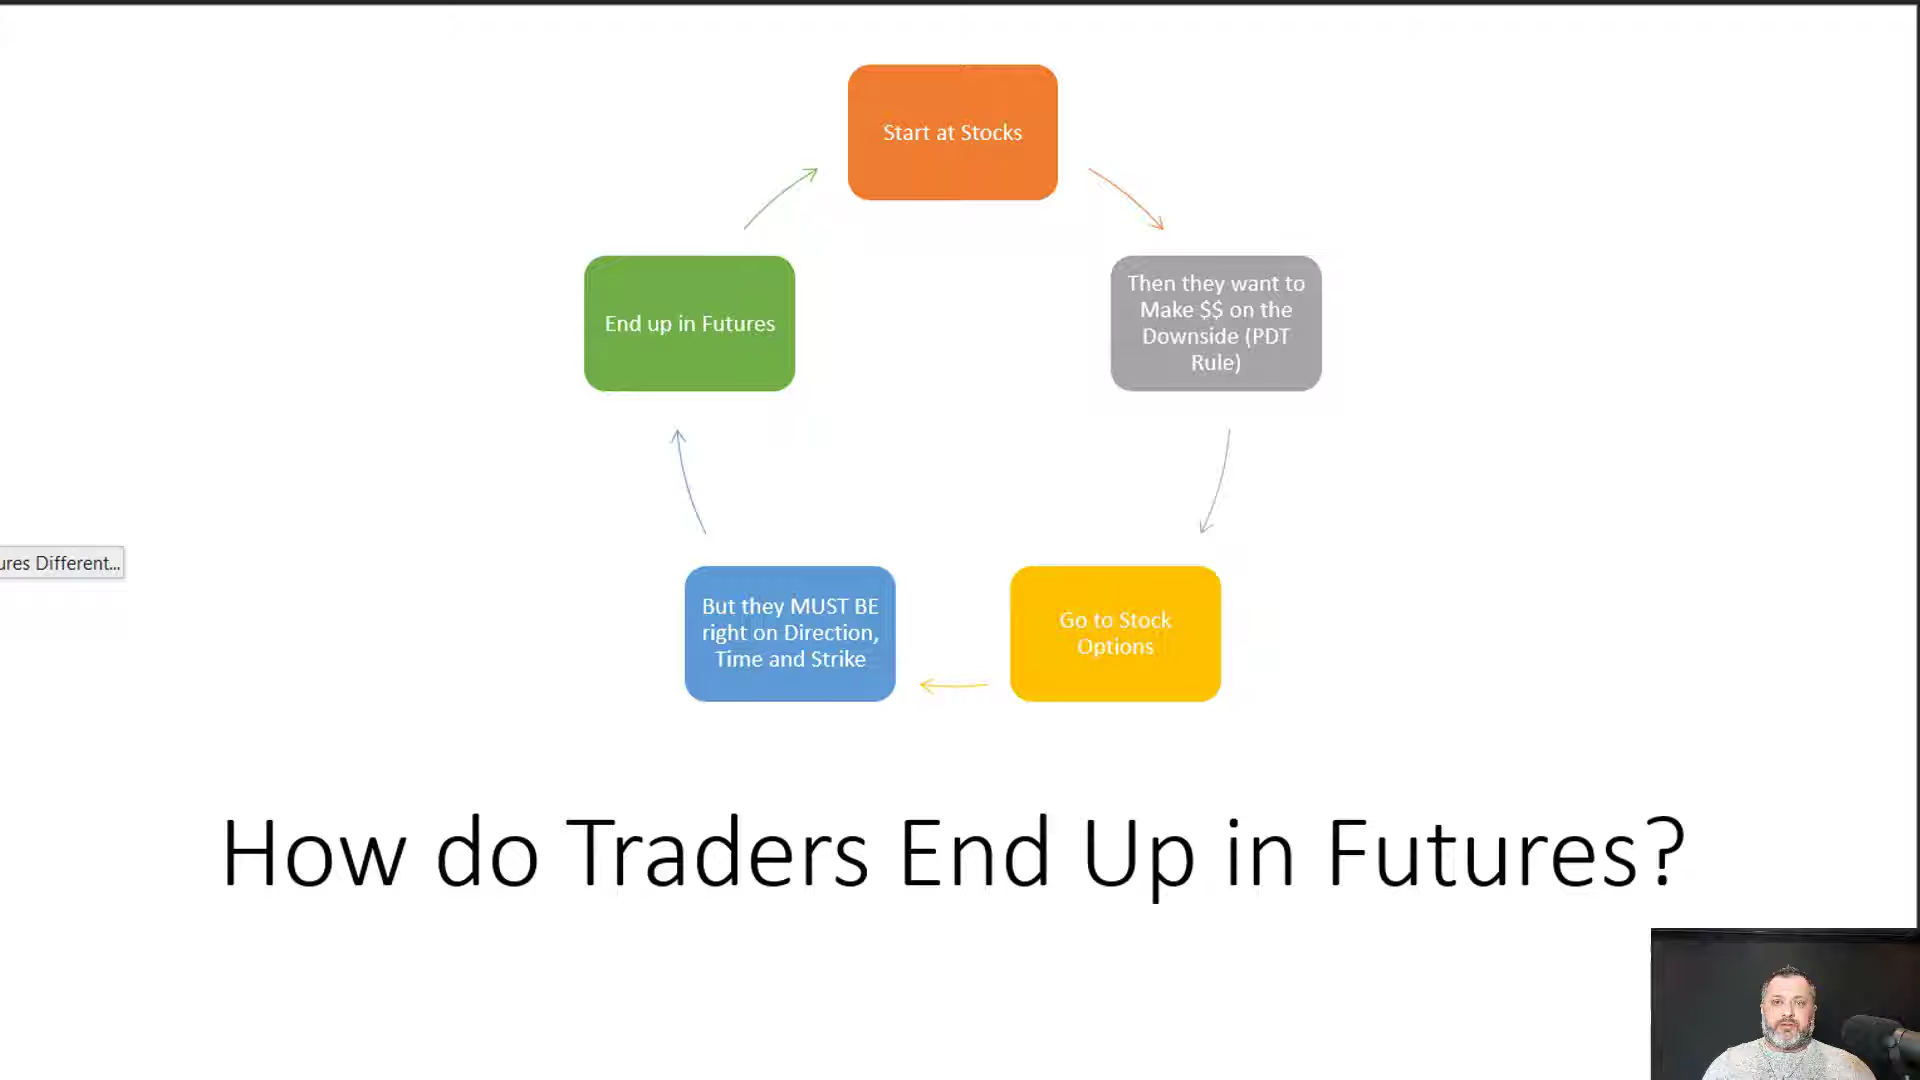 Start at Stocks
Then they want to
Make $$ on the
Downside (PDT
Rule)
Go to Stock
Options
But they MUST BE
right on Direction,
Time and Strike
End up in Futures
ures Different...
How do Traders End Up in Futures?